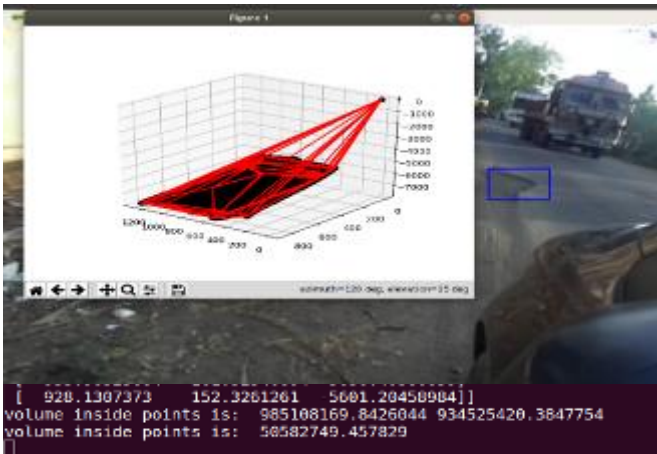 Figure 1
0
-1000
-2000
-3000
-4000
-5000
-6000
-7000
1200 1000 800 600 400 200 0
800 600 400 200 0
azimuth=120 deg, elevation=35 deg
[ 928.1307373 152.3261261 -5601.20458984]]
volume inside points is: 985108169.8426044 934525420.3847754
volume inside points is: 50582749.457829